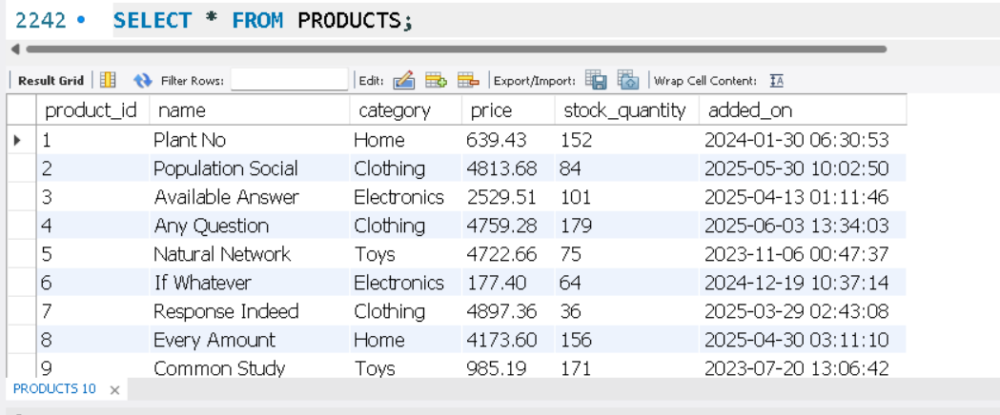 2242 • SELECT * FROM PRODUCTS;
Result Grid Filter Rows: Edit: Export/Import: Wrap Cell Content: IA
product_id name category price stock_quantity added_on
1 Plant No Home 639.43 152 2024-01-30 06:30:53
2 Population Social Clothing 4813.68 84 2025-05-30 10:02:50
3 Available Answer Electronics 2529.51 101 2025-04-13 01:11:46
4 Any Question Clothing 4759.28 179 2025-06-03 13:34:03
5 Natural Network Toys 4722.66 75 2023-11-06 00:47:37
6 If Whatever Electronics 177.40 64 2024-12-19 10:37:14
7 Response Indeed Clothing 4897.36 36 2025-03-29 02:43:08
8 Every Amount Home 4173.60 156 2025-04-30 03:11:10
9 Common Study Toys 985.19 171 2023-07-20 13:06:42
PRODUCTS 10 ×